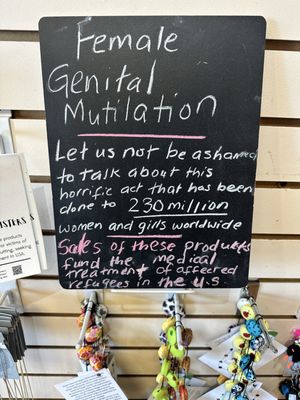 Female
Genital
Mutilation
Let us not be ashamed
to talk about this
horrific act that has been
done to 230 million
women and girls worldwide
Sales of these products
fund the medical
treatment of affected
refugees in the U.S.